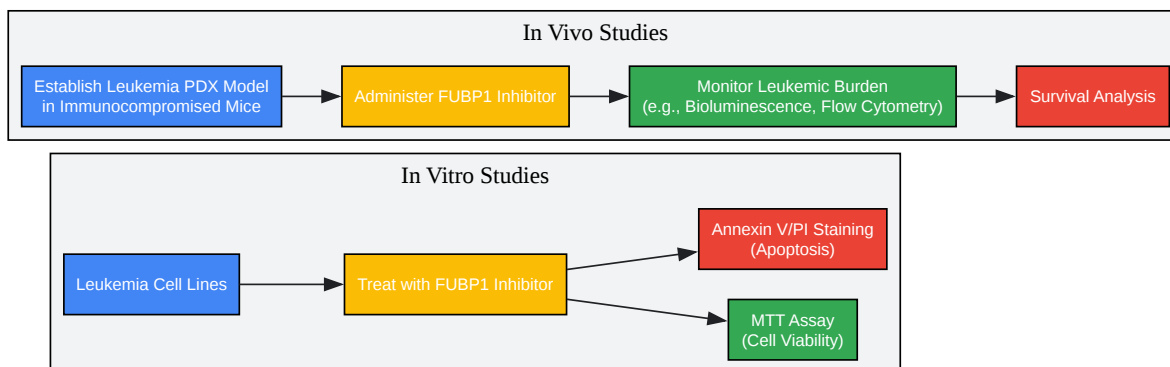 In Vivo Studies
Establish Leukemia PDX Model
in Immunocompromised Mice
Administer FUBP1 Inhibitor
Monitor Leukemic Burden
(e.g., Bioluminescence, Flow Cytometry)
Survival Analysis
In Vitro Studies
Leukemia Cell Lines
Treat with FUBP1 Inhibitor
Annexin V/PI Staining
(Apoptosis)
MTT Assay
(Cell Viability)